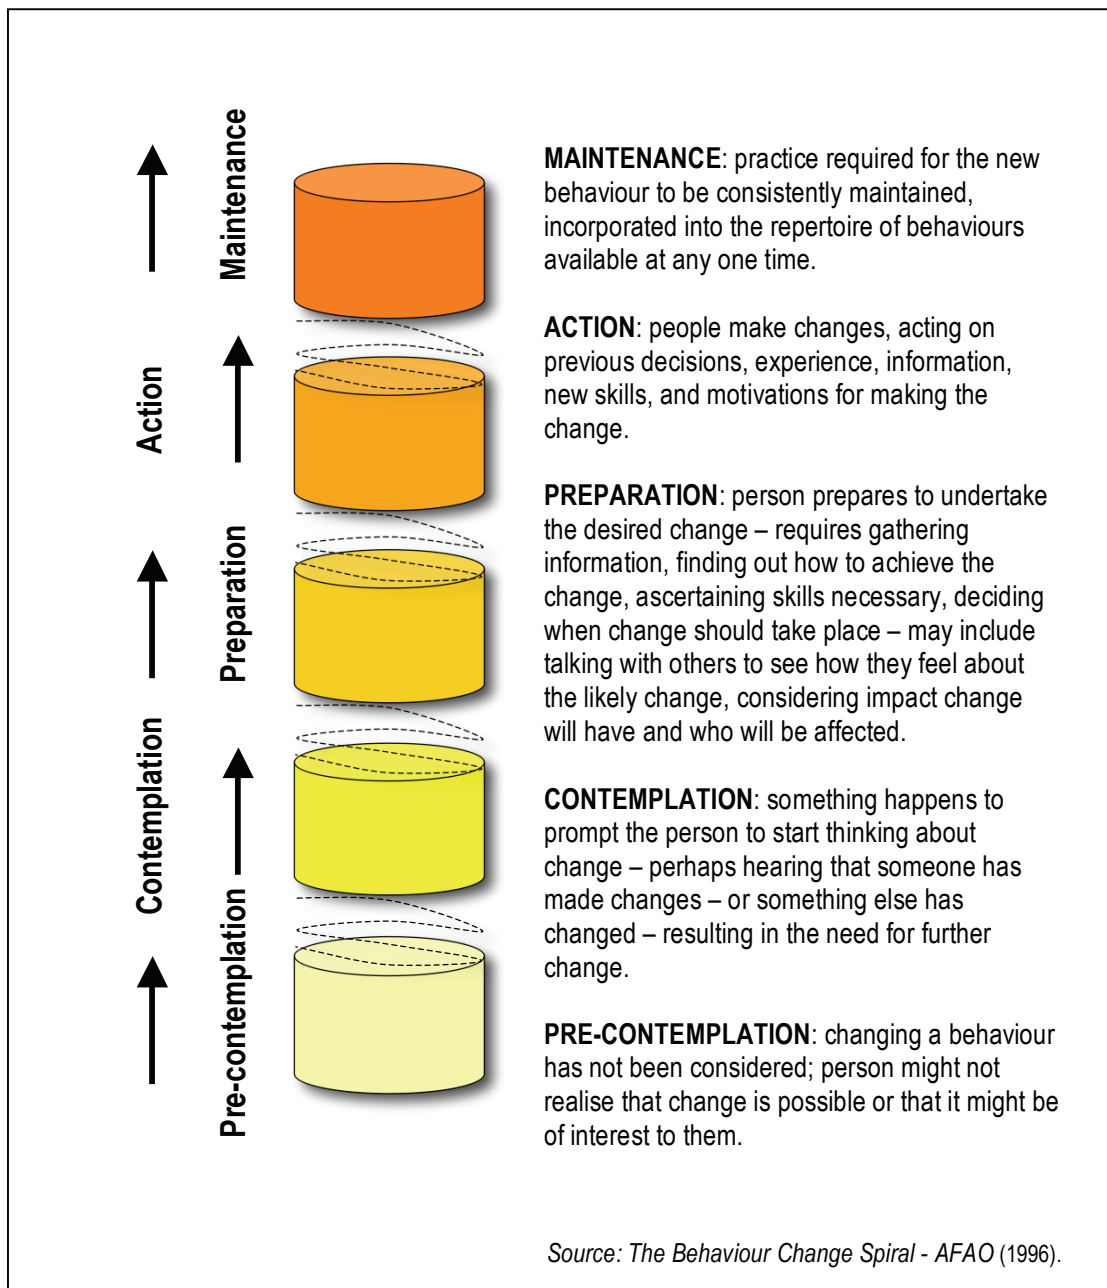 Maintenance
Action
Preparation
Contemplation
Pre-contemplation
MAINTENANCE: practice required for the new
behaviour to be consistently maintained,
incorporated into the repertoire of behaviours
available at any one time.
ACTION: people make changes, acting on
previous decisions, experience, information,
new skills, and motivations for making the
change.
PREPARATION: person prepares to undertake
the desired change – requires gathering
information, finding out how to achieve the
change, ascertaining skills necessary, deciding
when change should take place – may include
talking with others to see how they feel about
the likely change, considering impact change
will have and who will be affected.
CONTEMPLATION: something happens to
prompt the person to start thinking about
change – perhaps hearing that someone has
made changes – or something else has
changed – resulting in the need for further
change.
PRE-CONTEMPLATION: changing a behaviour
has not been considered; person might not
realise that change is possible or that it might be
of interest to them.
Source: The Behaviour Change Spiral - AFAO (1996).